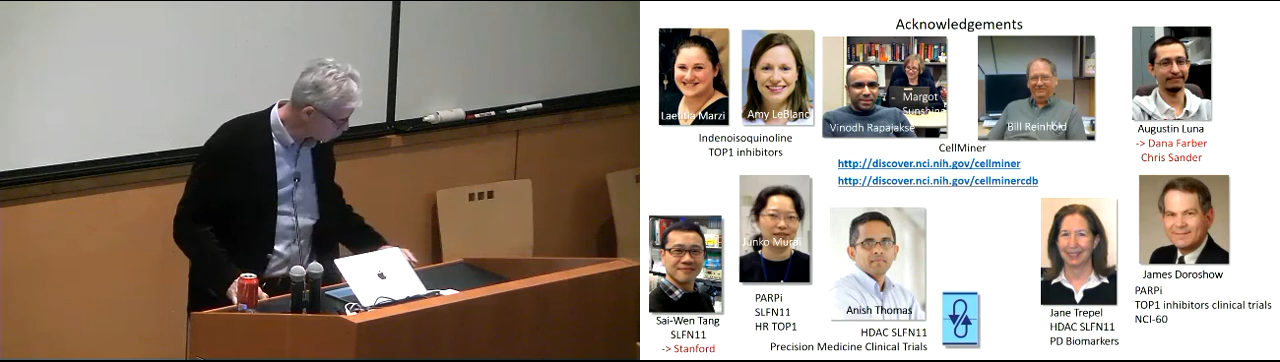 Acknowledgements
Laetitia Marzi
Amy LeBlanc
Indenoisoquinoline
TOP1 inhibitors
Vinodh Rapajakse
Margot
Sunshine
Bill Reinhold
CellMiner
http://discover.nci.nih.gov/cellminer
http://discover.nci.nih.gov/cellminercdb
Augustin Luna
-> Dana Farber
Chris Sander
Sai-Wen Tang
SLFN11
-> Stanford
Junko Murai
PARPi
SLFN11
HR TOP1
Anish Thomas
HDAC SLFN11
Precision Medicine Clinical Trials
Jane Trepel
HDAC SLFN11
PD Biomarkers
James Doroshow
PARPi
TOP1 inhibitors clinical trials
NCI-60